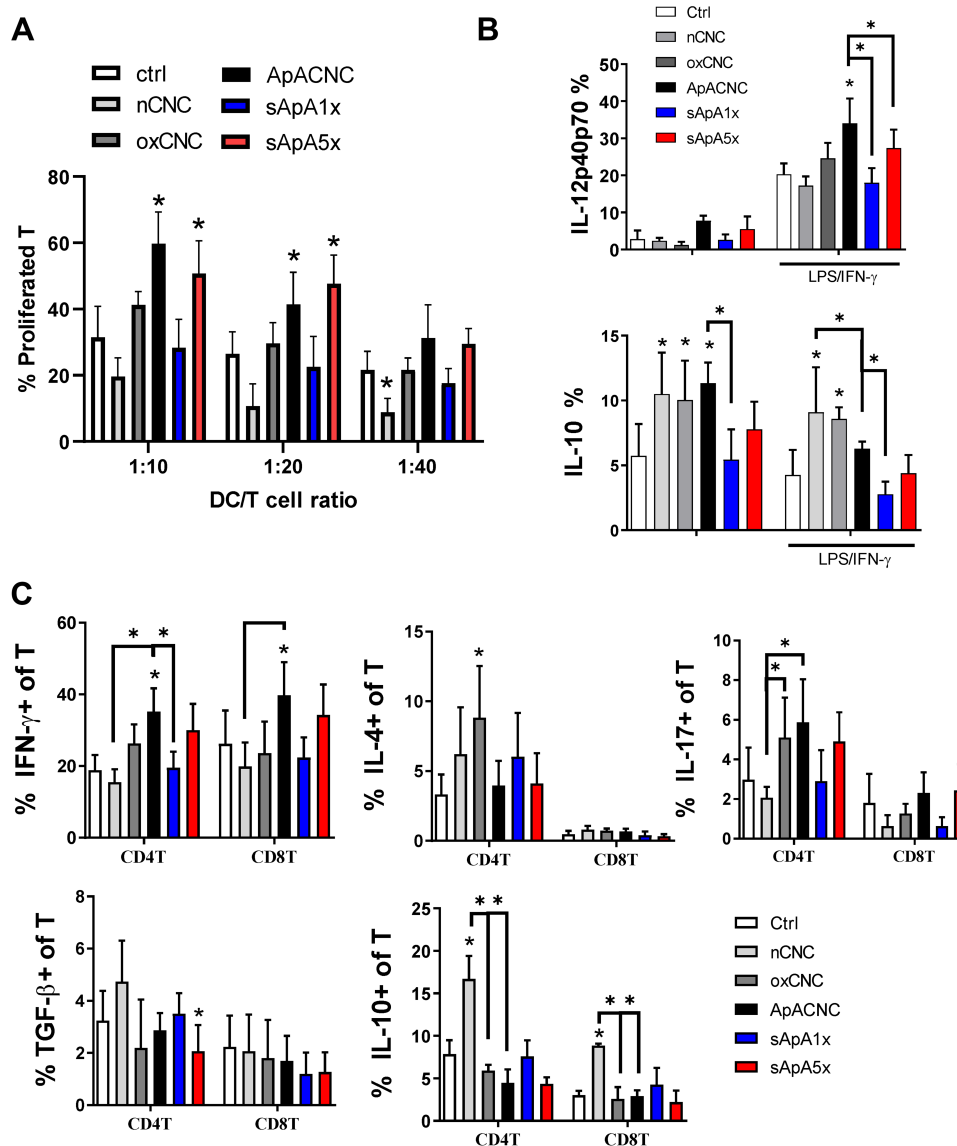 A
ctrl
nCNC
oxCNC
ApACNC
sApA1x
sApA5x
% Proliferated T
80
60
40
20
0
* * * * *
1:10 1:20 1:40
DC/T cell ratio
B
Ctrl
nCNC
oxCNC
ApACNC
sApA1x
sApA5x
IL-12p40p70 %
50
40
30
20
10
0
* * *
LPS/IFN-γ
IL-10 %
15
10
5
0
* * * * * * * *
LPS/IFN-γ
C
% IFN-γ+ of T
60
40
20
0
* * * *
CD4T CD8T
% IL-4+ of T
15
10
5
0
*
CD4T CD8T
% IL-17+ of T
10
8
6
4
2
0
* *
CD4T CD8T
% TGF-β+ of T
8
6
4
2
0
*
CD4T CD8T
% IL-10+ of T
25
20
15
10
5
0
* * * * * *
CD4T CD8T
Ctrl
nCNC
oxCNC
ApACNC
sApA1x
sApA5x